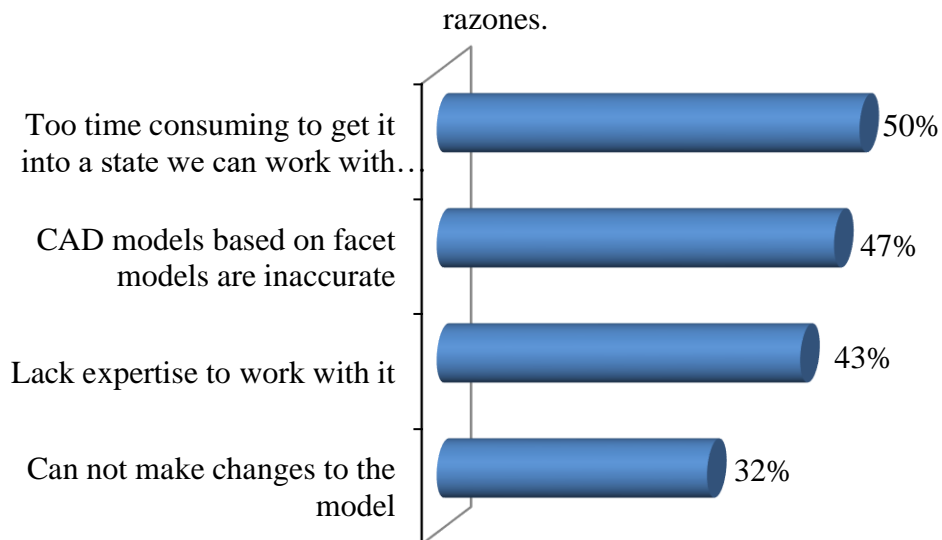 razones.
Too time consuming to get it
into a state we can work with…
50%
CAD models based on facet
models are inaccurate
47%
Lack expertise to work with it
43%
Can not make changes to the
model
32%